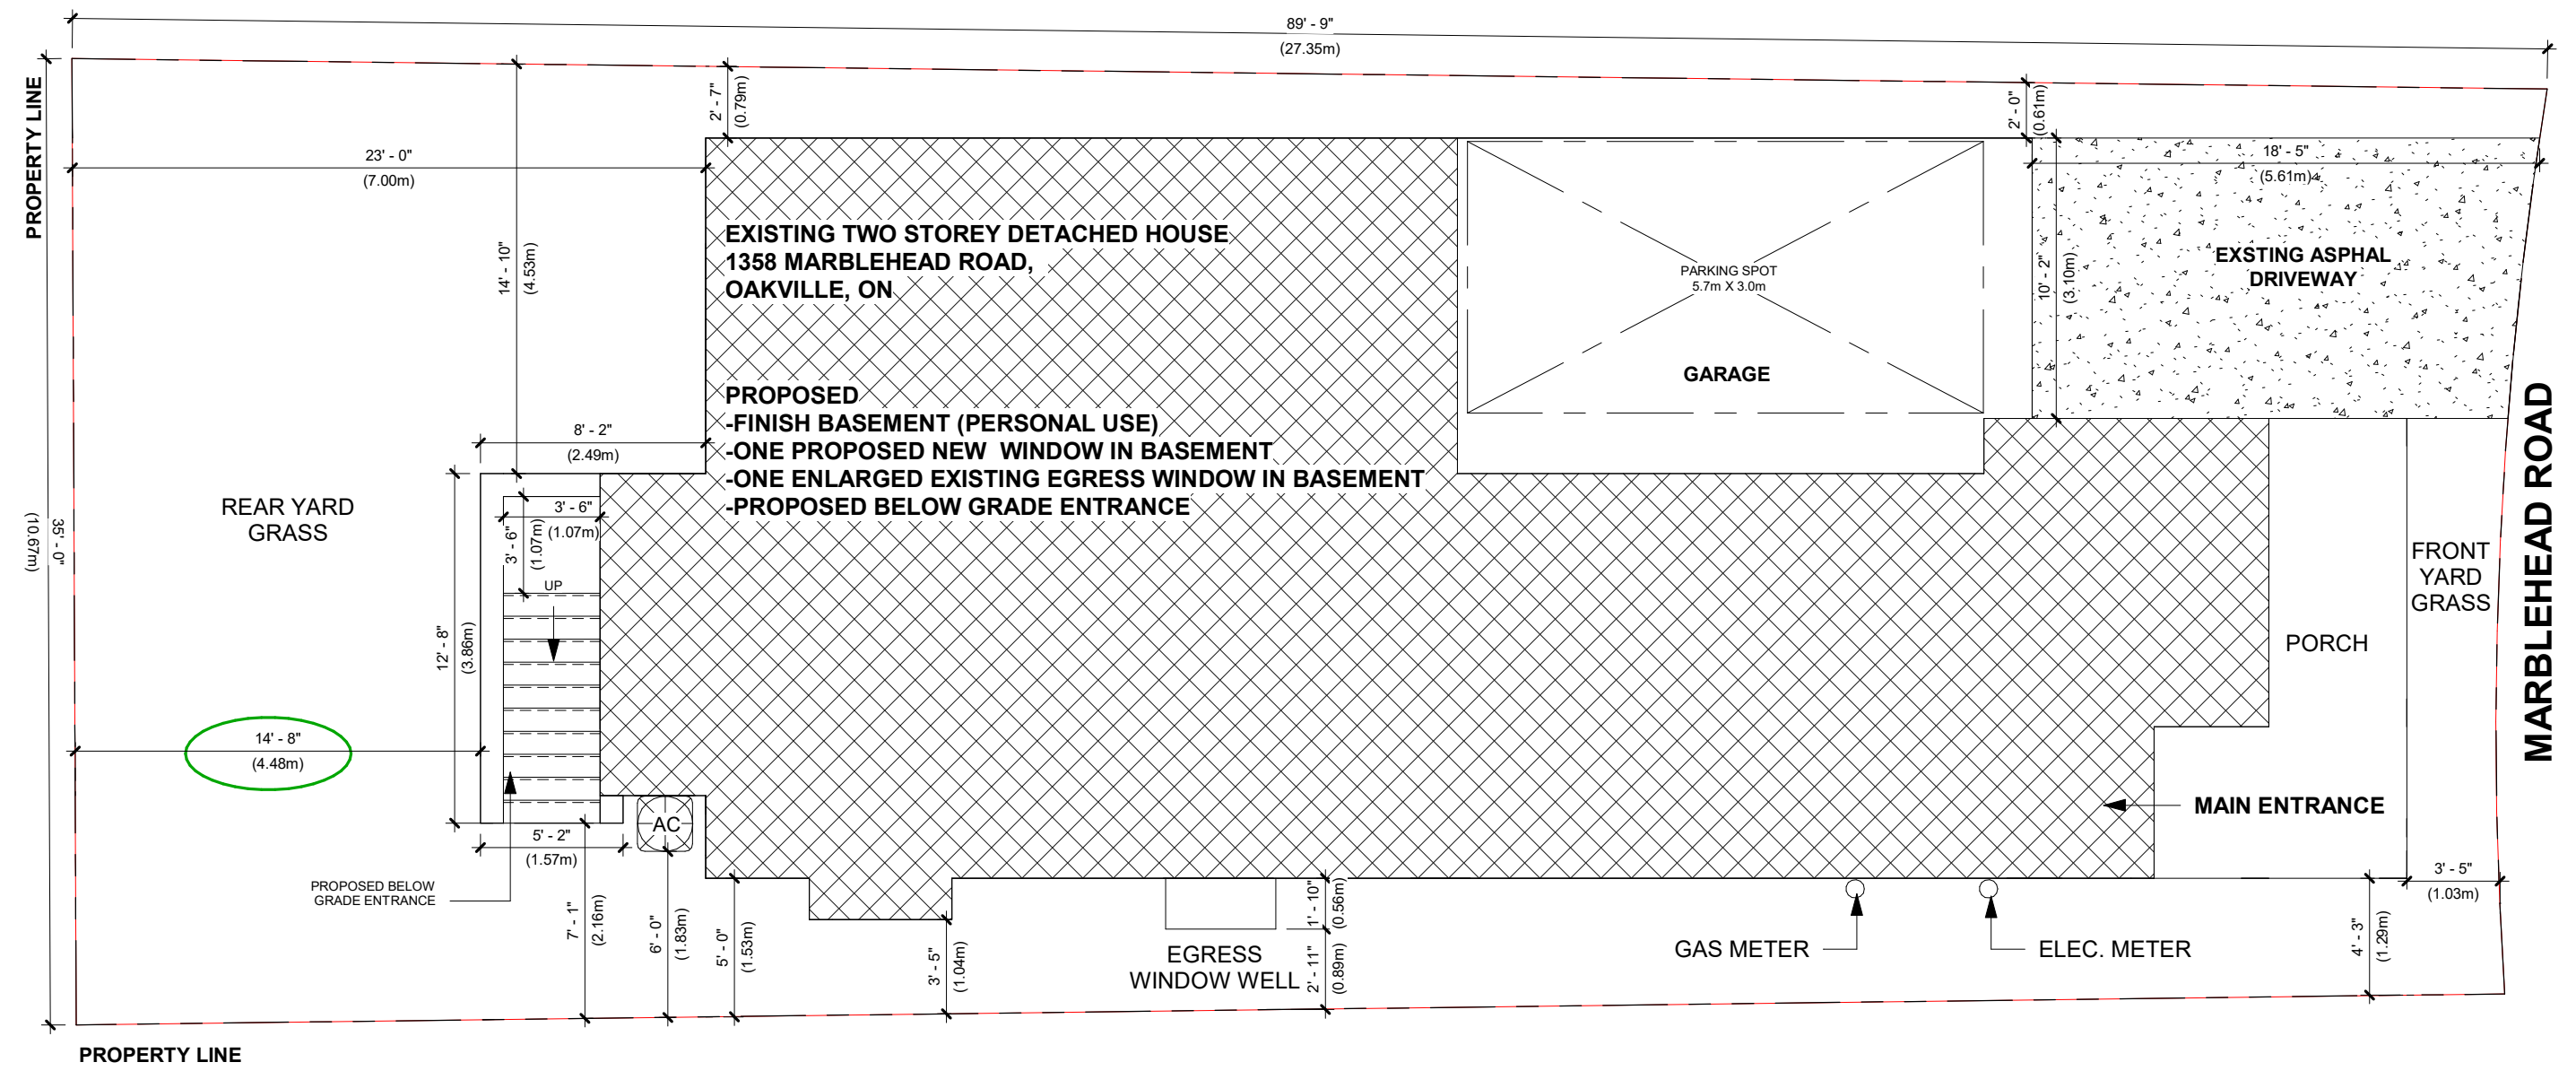 89' - 9"
(27.35m)
PROPERTY LINE
2' - 7"
(0.79m)
2' - 0"
(0.61m)
23' - 0"
(7.00m)
18' - 5"
(5.61m)
14' - 10"
(4.53m)
EXISTING TWO STOREY DETACHED HOUSE
1358 MARBLEHEAD ROAD,
OAKVILLE, ON
PARKING SPOT
5.7m X 3.0m
GARAGE
10' - 2"
(3.10m)
EXSTING ASPHAL
DRIVEWAY
PROPOSED
-FINISH BASEMENT (PERSONAL USE)
-ONE PROPOSED NEW WINDOW IN BASEMENT
-ONE ENLARGED EXISTING EGRESS WINDOW IN BASEMENT
-PROPOSED BELOW GRADE ENTRANCE
8' - 2"
(2.49m)
REAR YARD
GRASS
35' - 0"
(10.67m)
3' - 6"
(1.07m)
3' - 6"
(1.07m)
UP
12' - 8"
(3.86m)
FRONT
YARD
GRASS
PORCH
MARBLEHEAD ROAD
14' - 8"
(4.48m)
MAIN ENTRANCE
AC
5' - 2"
(1.57m)
PROPOSED BELOW
GRADE ENTRANCE
7' - 1"
(2.16m)
6' - 0"
(1.83m)
5' - 0"
(1.53m)
3' - 5"
(1.04m)
EGRESS
WINDOW WELL
1' - 10"
(0.56m)
2' - 11"
(0.89m)
GAS METER
ELEC. METER
3' - 5"
(1.03m)
4' - 3"
(1.29m)
PROPERTY LINE